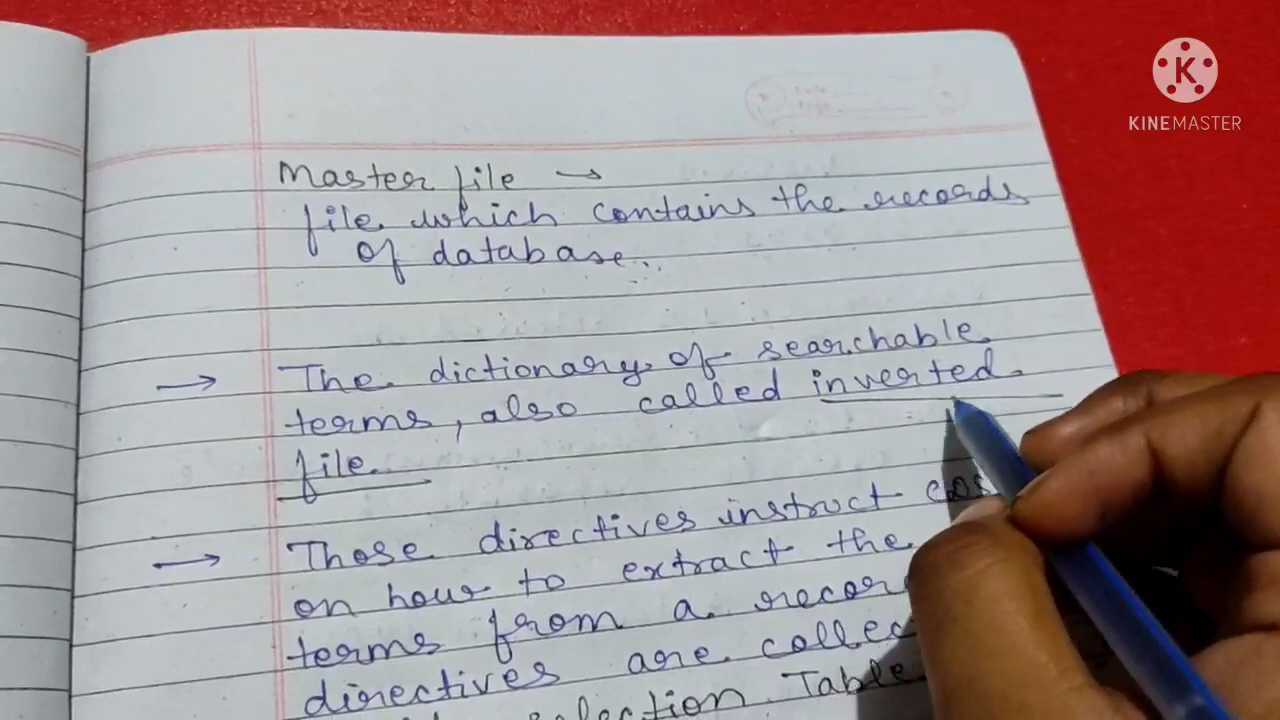 KINEMASTER
Master file →
file which contains the records
of database.
→ The dictionary of searchable
terms, also called inverted
file.
→ Those directives instruct
on hour to extract the
terms from a
directives are
Table